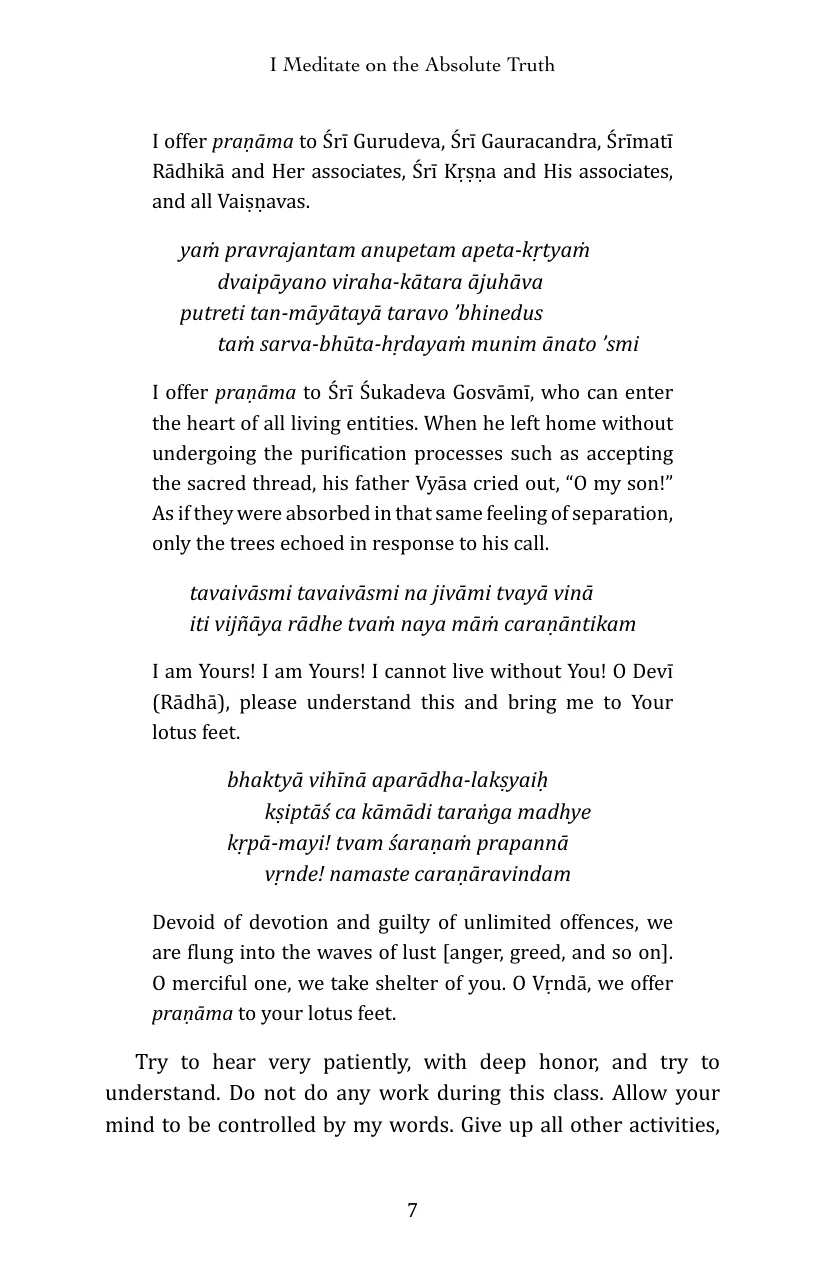 I Meditate on the Absolute Truth
I offer praṇāma to Śrī Gurudeva, Śrī Gauracandra, Śrīmatī
Rādhikā and Her associates, Śrī Kṛṣṇa and His associates,
and all Vaiṣṇavas.
yaṁ pravrajantam anupetam apeta-kṛtyaṁ
dvaipāyano viraha-kātara ājuhāva
putreti tan-māyātayā taravo ’bhinedus
taṁ sarva-bhūta-hṛdayaṁ munim ānato ’smi
I offer praṇāma to Śrī Śukadeva Gosvāmī, who can enter
the heart of all living entities. When he left home without
undergoing the purification processes such as accepting
the sacred thread, his father Vyāsa cried out, “O my son!”
As if they were absorbed in that same feeling of separation,
only the trees echoed in response to his call.
tavaivāsmi tavaivāsmi na jivāmi tvayā vinā
iti vijñāya rādhe tvaṁ naya māṁ caraṇāntikam
I am Yours! I am Yours! I cannot live without You! O Devī
(Rādhā), please understand this and bring me to Your
lotus feet.
bhaktyā vihīnā aparādha-lakṣyaiḥ
kṣiptāś ca kāmādi taraṅga madhye
kṛpā-mayi! tvam śaraṇaṁ prapannā
vṛnde! namaste caraṇāravindam
Devoid of devotion and guilty of unlimited offences, we
are flung into the waves of lust [anger, greed, and so on].
O merciful one, we take shelter of you. O Vṛndā, we offer
praṇāma to your lotus feet.
Try to hear very patiently, with deep honor, and try to
understand. Do not do any work during this class. Allow your
mind to be controlled by my words. Give up all other activities,
7